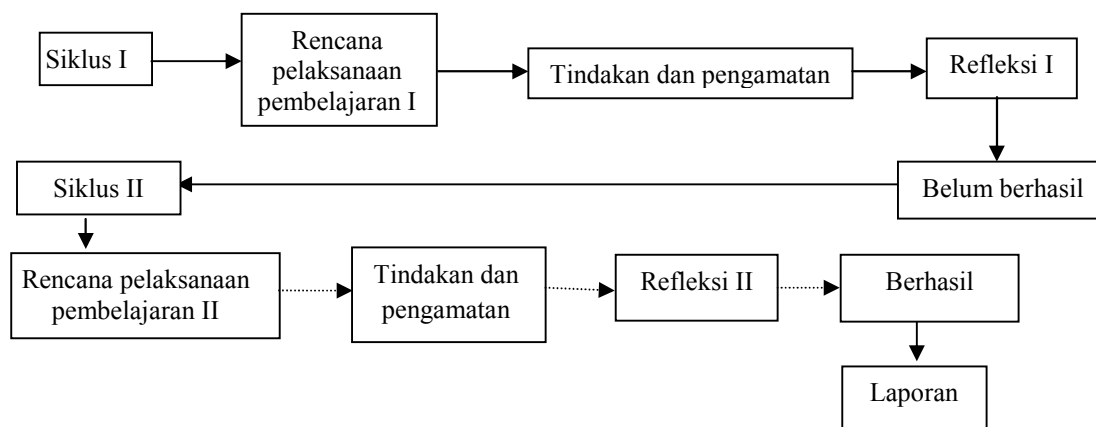 Siklus I
Rencana
pelaksanaan
pembelajaran I
Tindakan dan pengamatan
Refleksi I
Belum berhasil
Siklus II
Rencana pelaksanaan
pembelajaran II
Tindakan dan
pengamatan
Refleksi II
Berhasil
Laporan